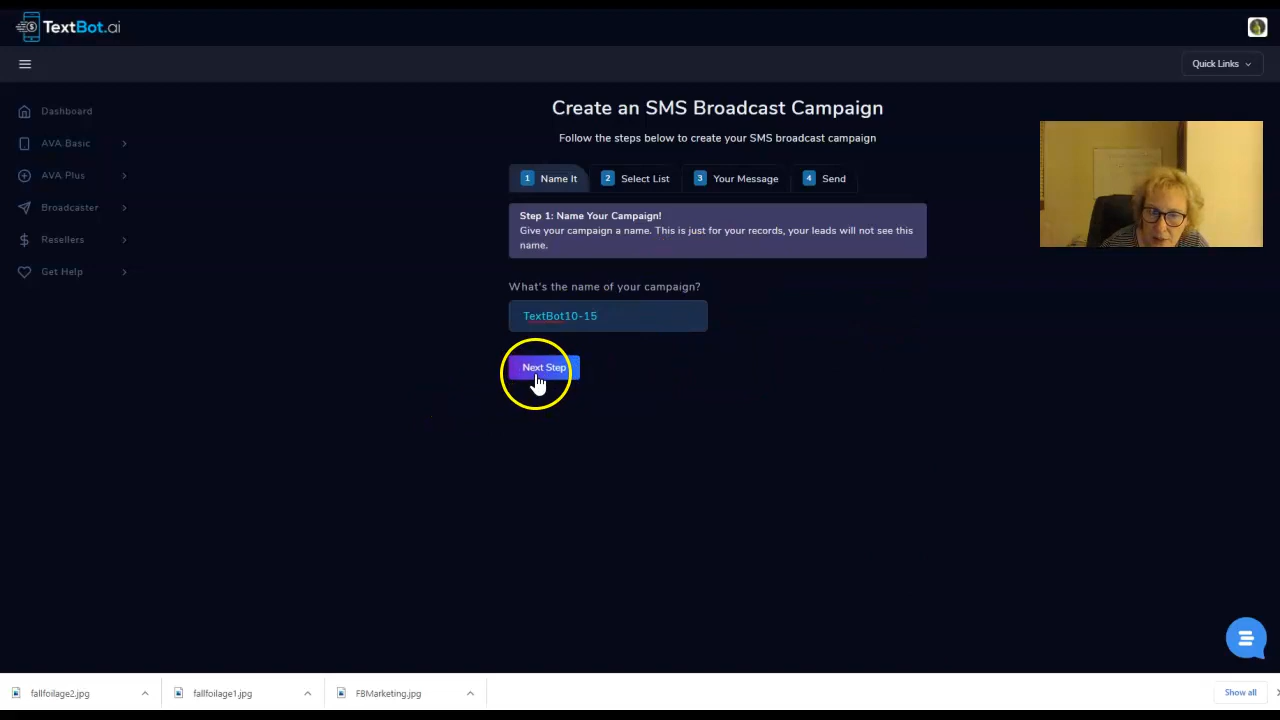 TextBot.ai
Quick Links
Dashboard
AVA.Basic
AVA.Plus
Broadcaster
Resellers
Get Help
Create an SMS Broadcast Campaign
Follow the steps below to create your SMS broadcast campaign
1 Name It 2 Select List 3 Your Message 4 Send
Step 1: Name Your Campaign!
Give your campaign a name. This is just for your records, your leads will not see this
name.
What's the name of your campaign?
TextBot10-15
Next Step
fallfoilage2.jpg fallfoilage1.jpg FBMarketing.jpg Show all